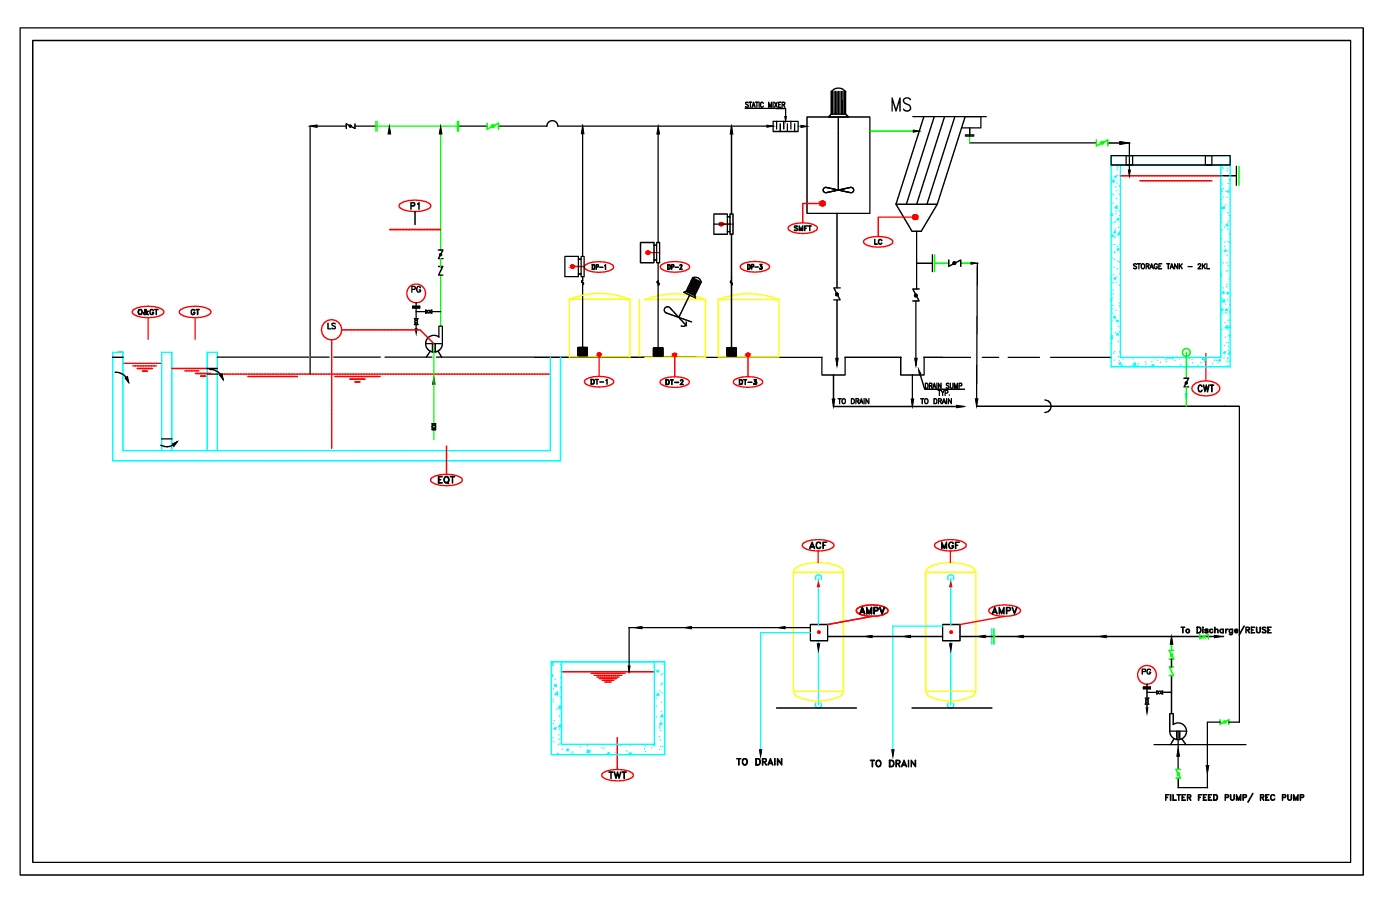 STATIC MIXER
MS
P1
SMFT
LC
DP-1
DP-2
DP-3
STORAGE TANK - 2KL
PG
O&GT
GT
LS
DT-1
DT-2
DT-3
DRAIN SUMP
TYP.
CWT
TO DRAIN
TO DRAIN
EQT
ACF
MGF
AMPV
AMPV
To Discharge/REUSE
PG
TO DRAIN
TO DRAIN
TWT
FILTER FEED PUMP/ REC PUMP